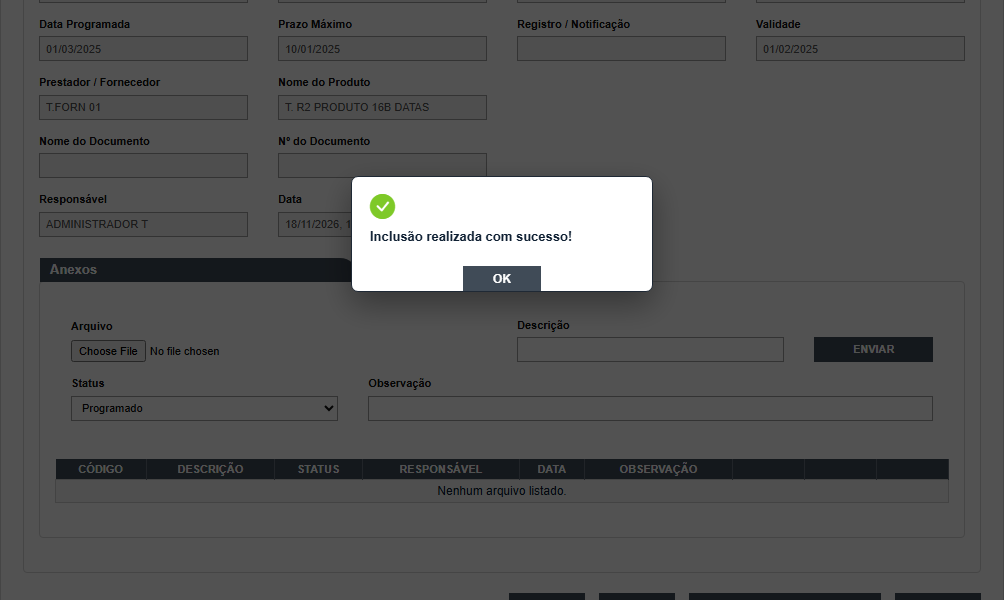 Data Programada Prazo Máximo Registro / Notificação Validade
01/03/2025 10/01/2025 01/02/2025
Prestador / Fornecedor Nome do Produto
T.FORN 01 T. R2 PRODUTO 16B DATAS
Nome do Documento Nº do Documento
Responsável Data
ADMINISTRADOR T 18/11/2026, 1
Inclusão realizada com sucesso!
OK
Anexos
Arquivo Descrição
Choose File No file chosen ENVIAR
Status Observação
Programado
CÓDIGO DESCRIÇÃO STATUS RESPONSÁVEL DATA OBSERVAÇÃO
Nenhum arquivo listado.